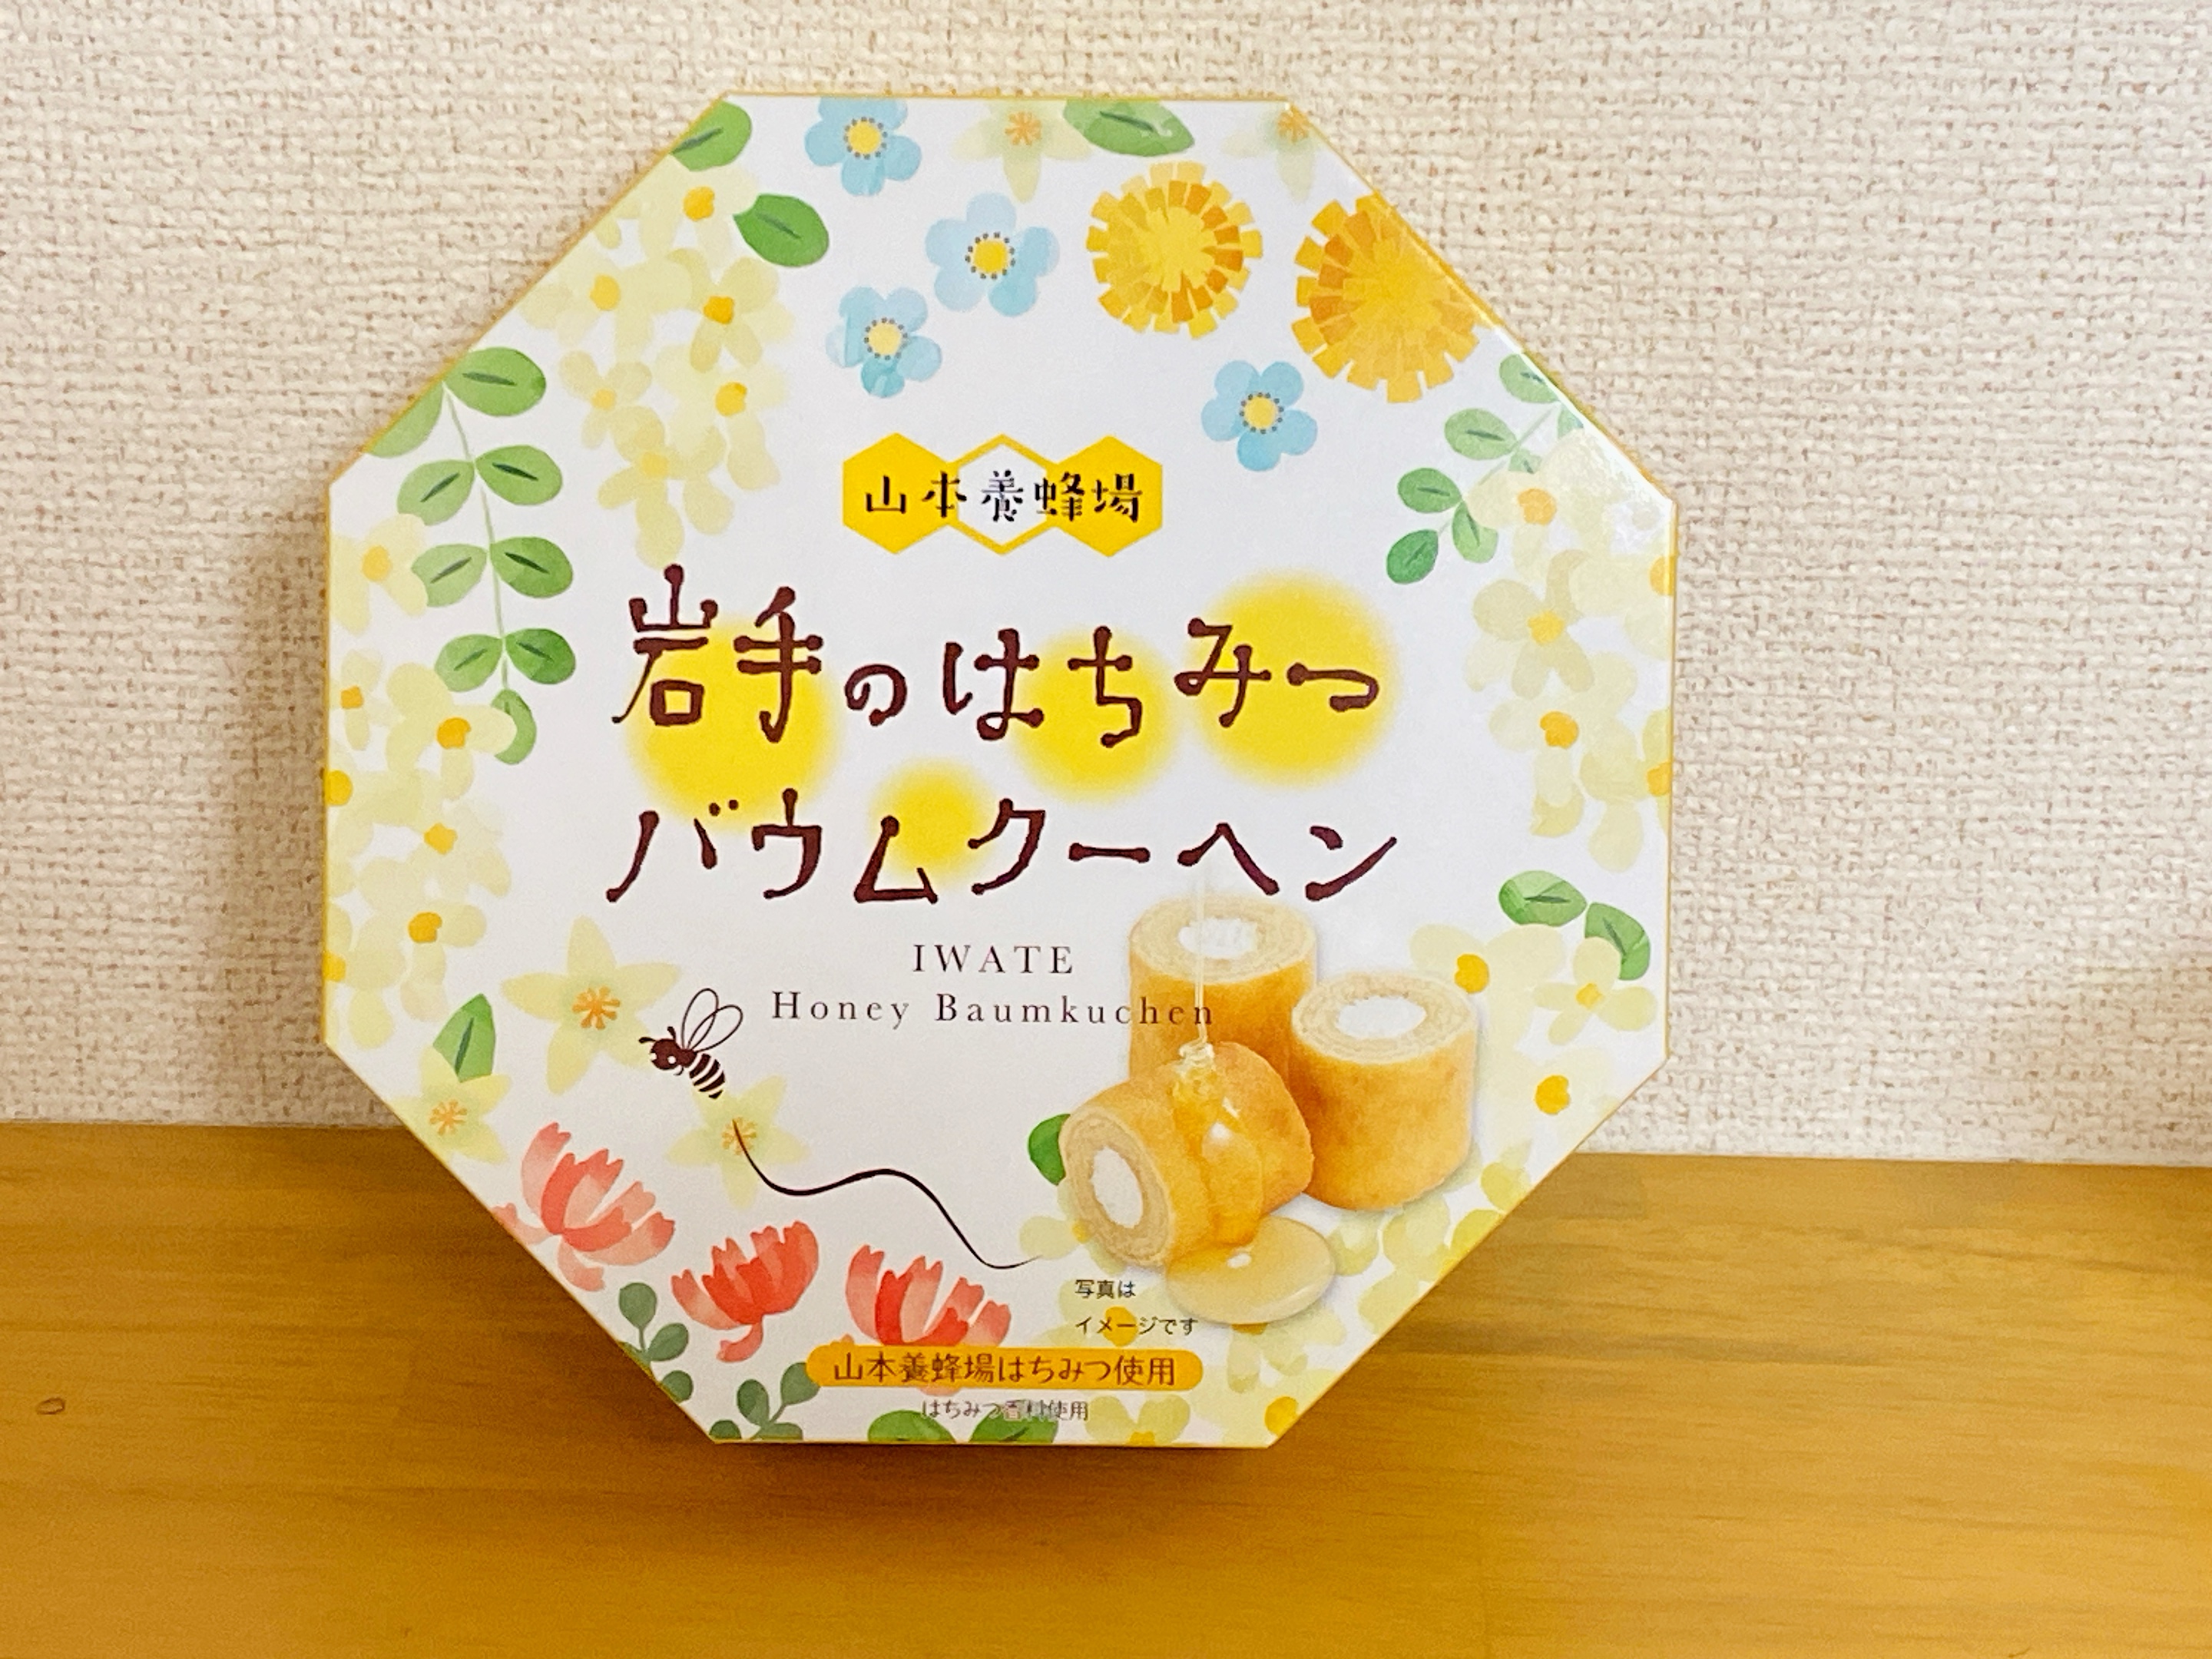 山本養蜂場
岩手のはちみつ
バウムクーヘン
IWATE
Honey Baumkuchen
写真は
イメージです
山本養蜂場はちみつ使用
はちみつ香料使用